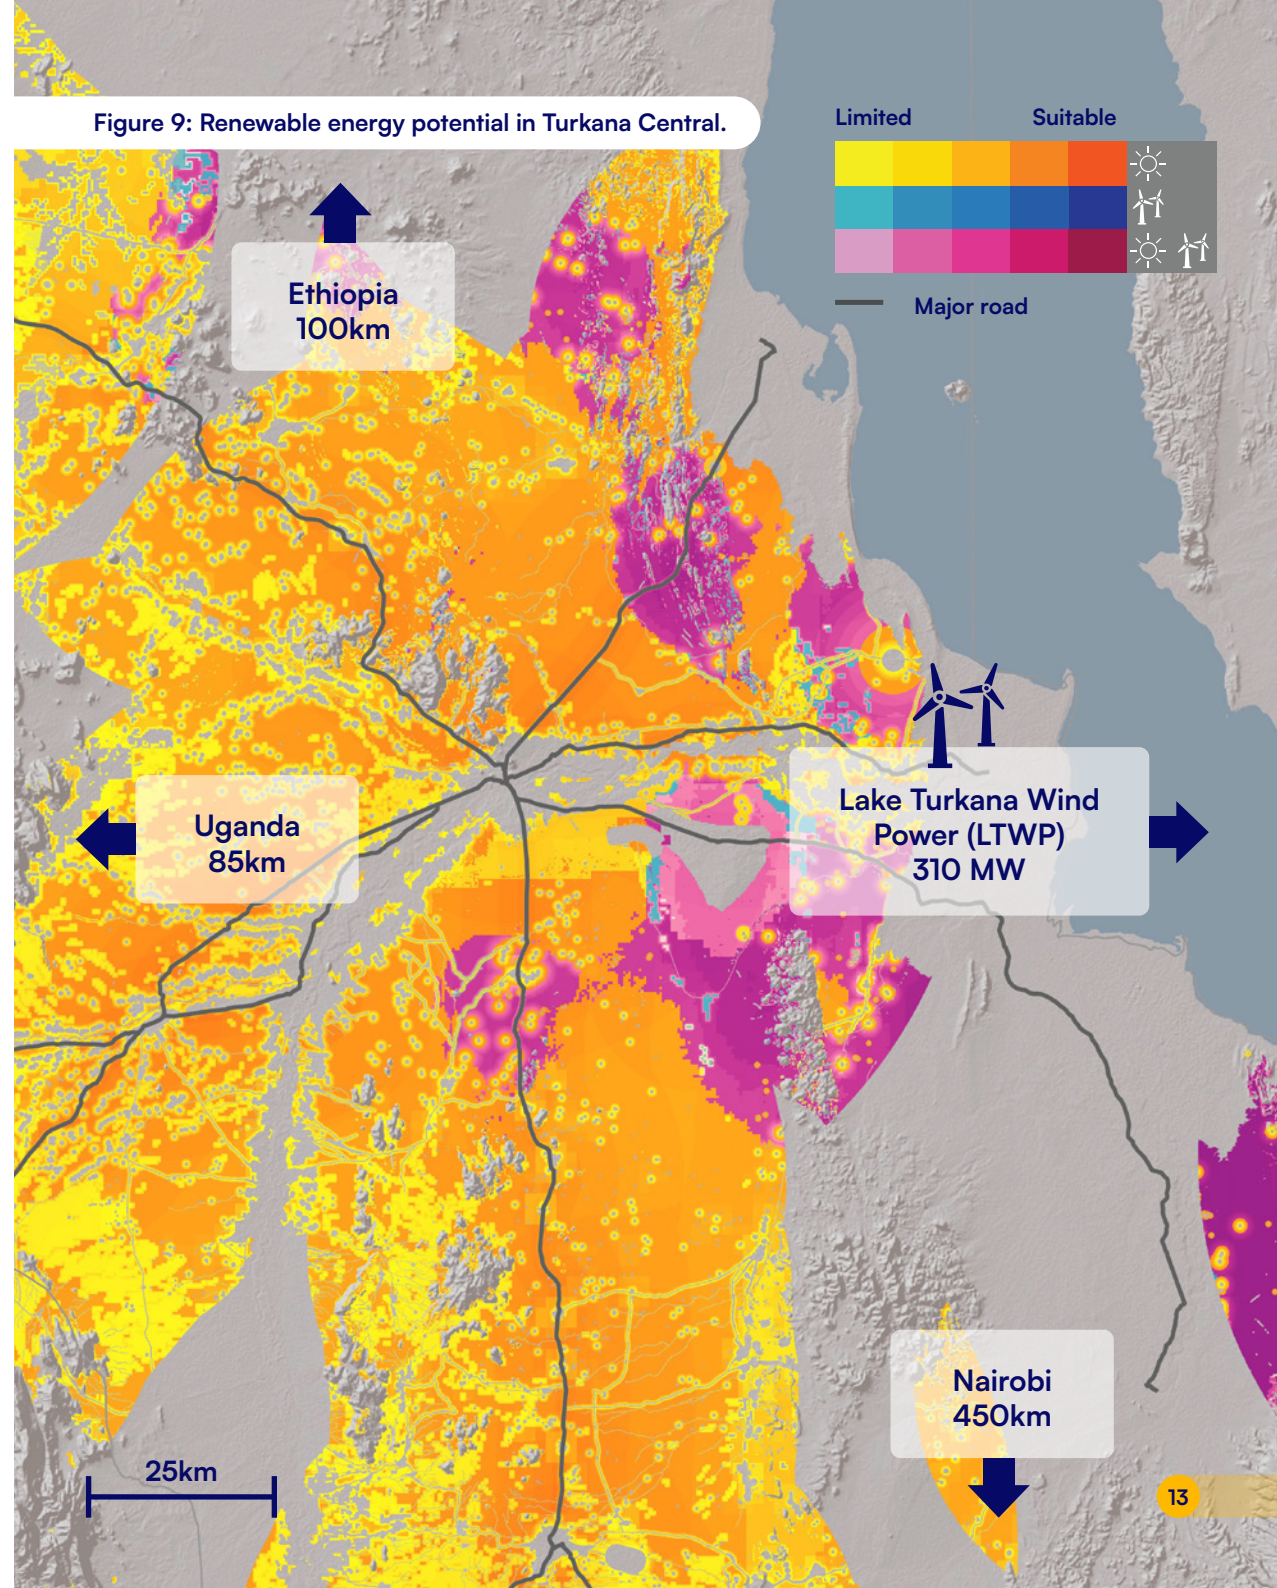 Figure 9: Renewable energy potential in Turkana Central.
Limited
Suitable
Major road
Ethiopia
100km
Uganda
85km
Lake Turkana Wind
Power (LTWP)
310 MW
Nairobi
450km
25km
13